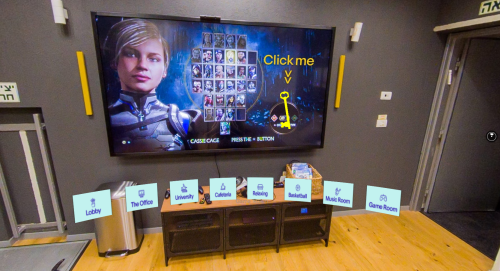 Click me
CASSIE CAGE
PRESS THE + BUTTON
Lobby
The Office
University
Cafeteria
Relaxing
Basketball
Music Room
Game Room